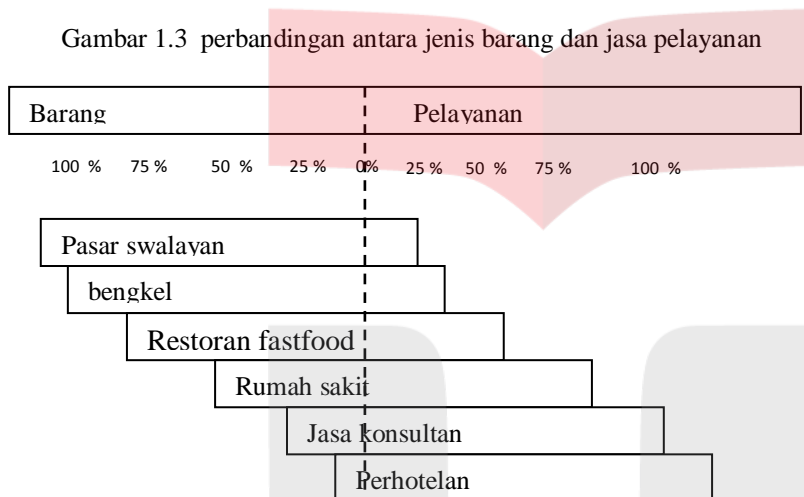 Gambar 1.3 perbandingan antara jenis barang dan jasa pelayanan
Barang Pelayanan
100 % 75 % 50 % 25 % 0% 25 % 50 % 75 % 100 %
Pasar swalayan
bengkel
Restoran fastfood
Rumah sakit
Jasa konsultan
Perhotelan